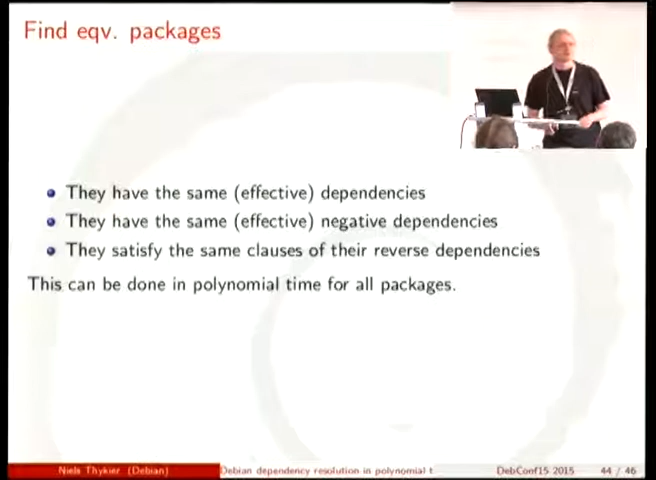 Find eqv. packages
They have the same (effective) dependencies
They have the same (effective) negative dependencies
They satisfy the same clauses of their reverse dependencies
This can be done in polynomial time for all packages.
Niels Thykier (Debian)
Debian dependency resolution in polynomial t
DebConf15 2015
44 / 46